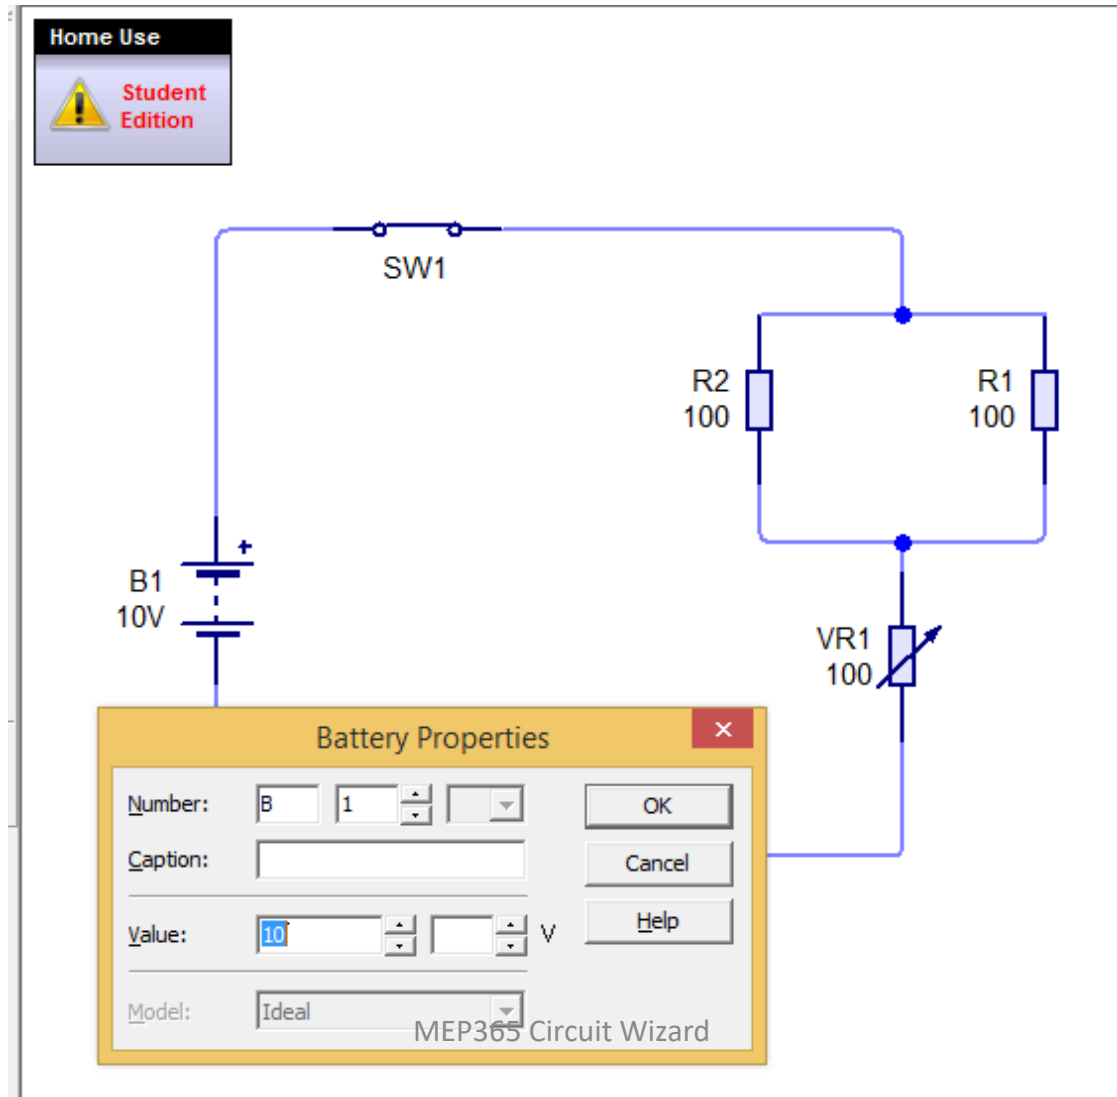 Home Use
Student
Edition
SW1
R2
100
R1
100
B1
10V
VR1
100
Battery Properties
Number: B 1
OK
Caption:
Cancel
Value: 10 V
Help
Model: Ideal
MEP365 Circuit Wizard